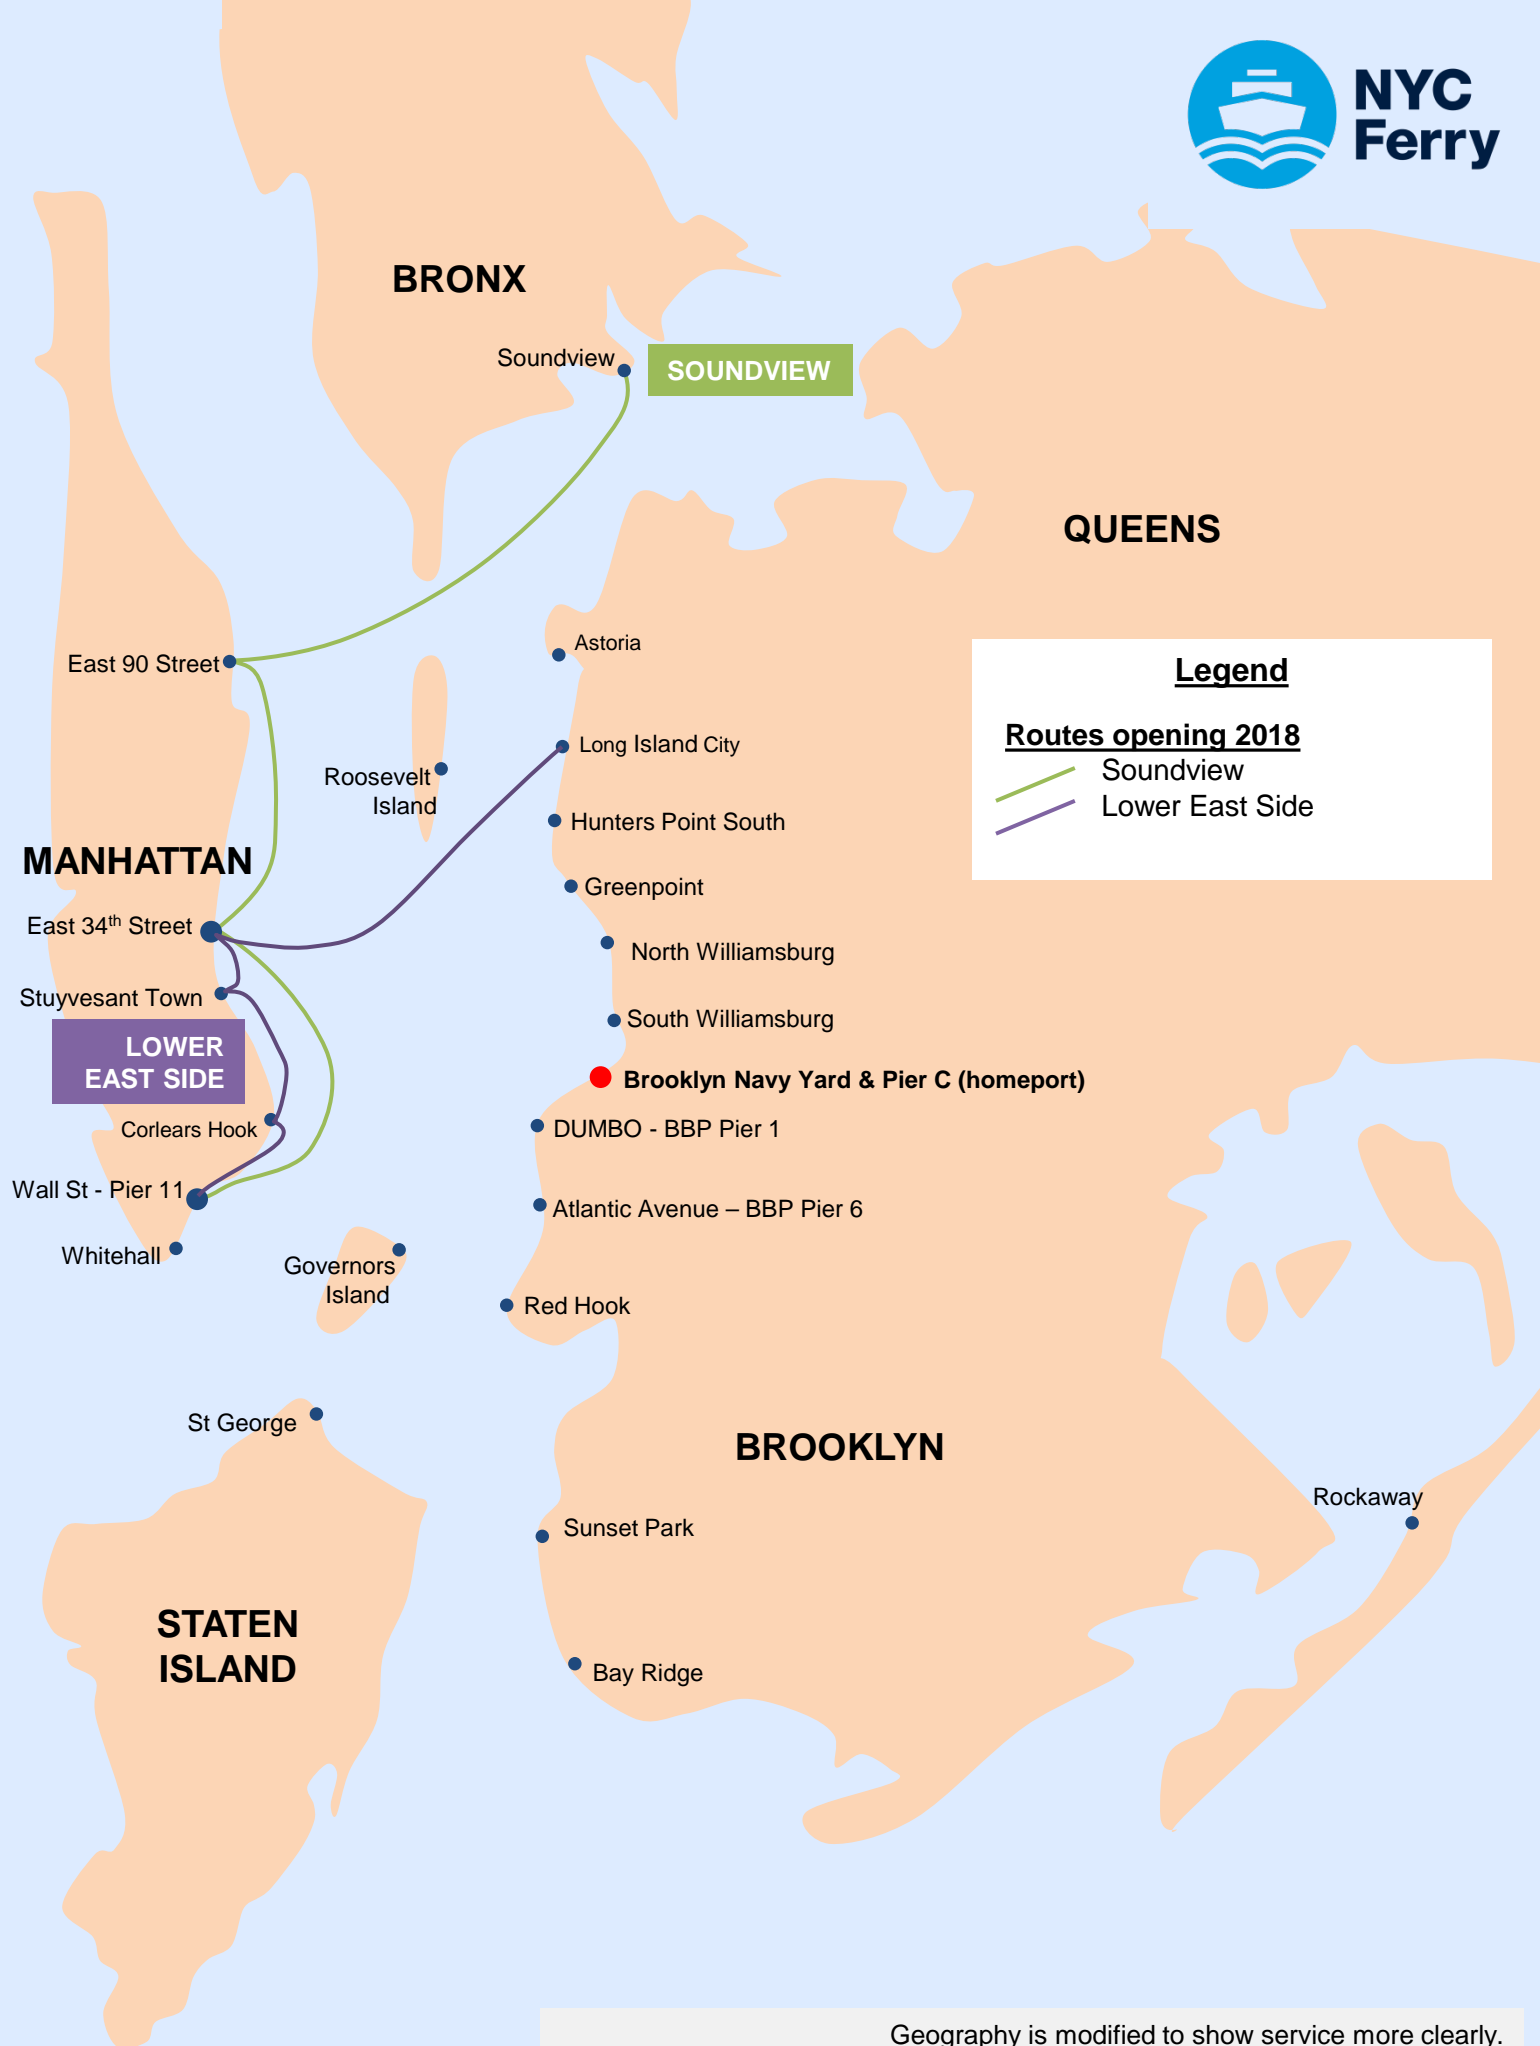 NYC
Ferry
BRONX
Soundview
SOUNDVIEW
QUEENS
East 90 Street
Astoria
Long Island City
Roosevelt
Island
Hunters Point South
Legend
Routes opening 2018
Soundview
Lower East Side
MANHATTAN
Greenpoint
East 34th Street
North Williamsburg
Stuyvesant Town
South Williamsburg
LOWER
EAST SIDE
Brooklyn Navy Yard & Pier C (homeport)
Corlears Hook
DUMBO - BBP Pier 1
Wall St - Pier 11
Atlantic Avenue – BBP Pier 6
Whitehall
Governors
Island
Red Hook
St George
BROOKLYN
Rockaway
Sunset Park
STATEN
ISLAND
Bay Ridge
Geography is modified to show service more clearly.